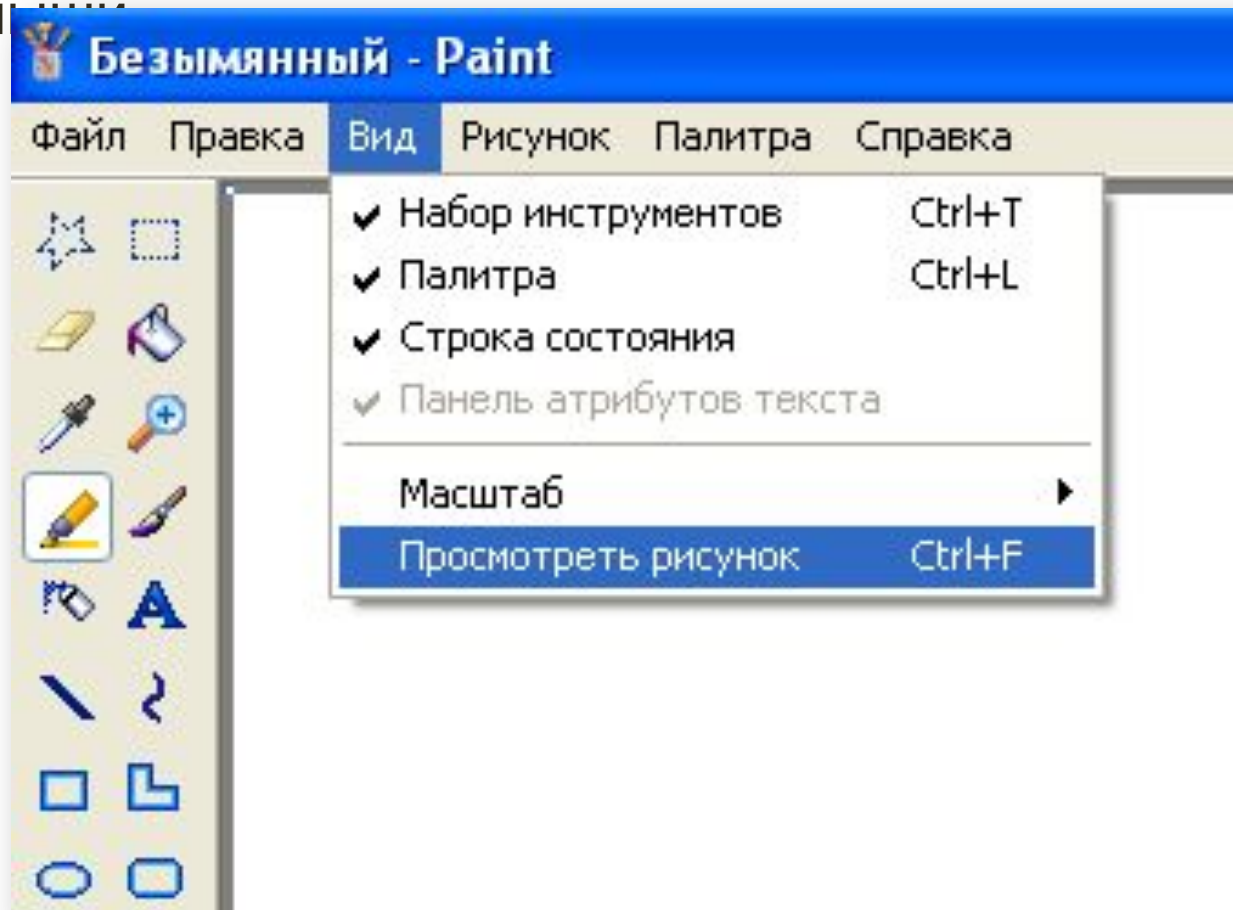 Безымянный - Paint
Файл Правка Вид Рисунок Палитра Справка
Набор инструментов Ctrl+T
Палитра Ctrl+L
Строка состояния
Панель атрибутов текста
Масштаб
Просмотреть рисунок Ctrl+F
A